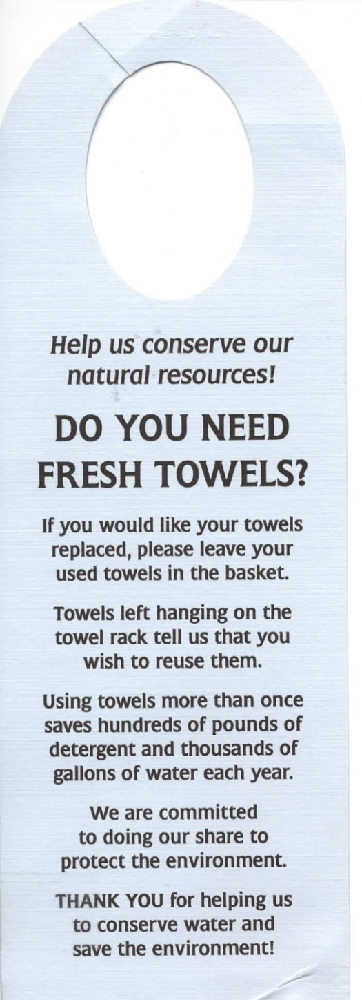 Help us conserve our
natural resources!
DO YOU NEED
FRESH TOWELS?
If you would like your towels
replaced, please leave your
used towels in the basket.
Towels left hanging on the
towel rack tell us that you
wish to reuse them.
Using towels more than once
saves hundreds of pounds of
detergent and thousands of
gallons of water each year.
We are committed
to doing our share to
protect the environment.
THANK YOU for helping us
to conserve water and
save the environment!